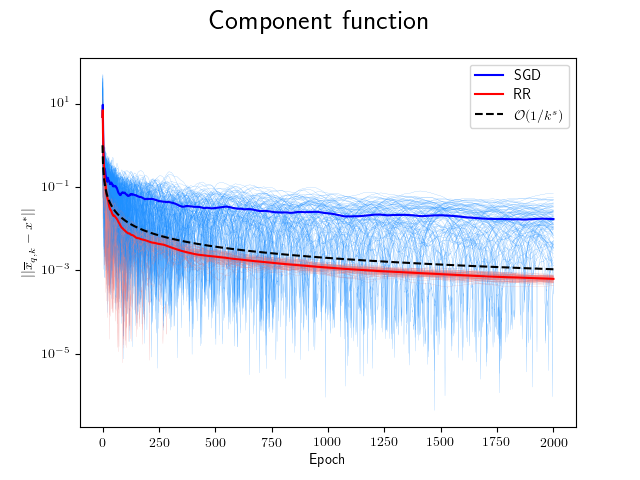 Component function
SGD
RR
𝒪(1/k^s)
10^1
10^{-1}
10^{-3}
10^{-5}
||x̄_{q,k} − x*||
0 250 500 750 1000 1250 1500 1750 2000
Epoch